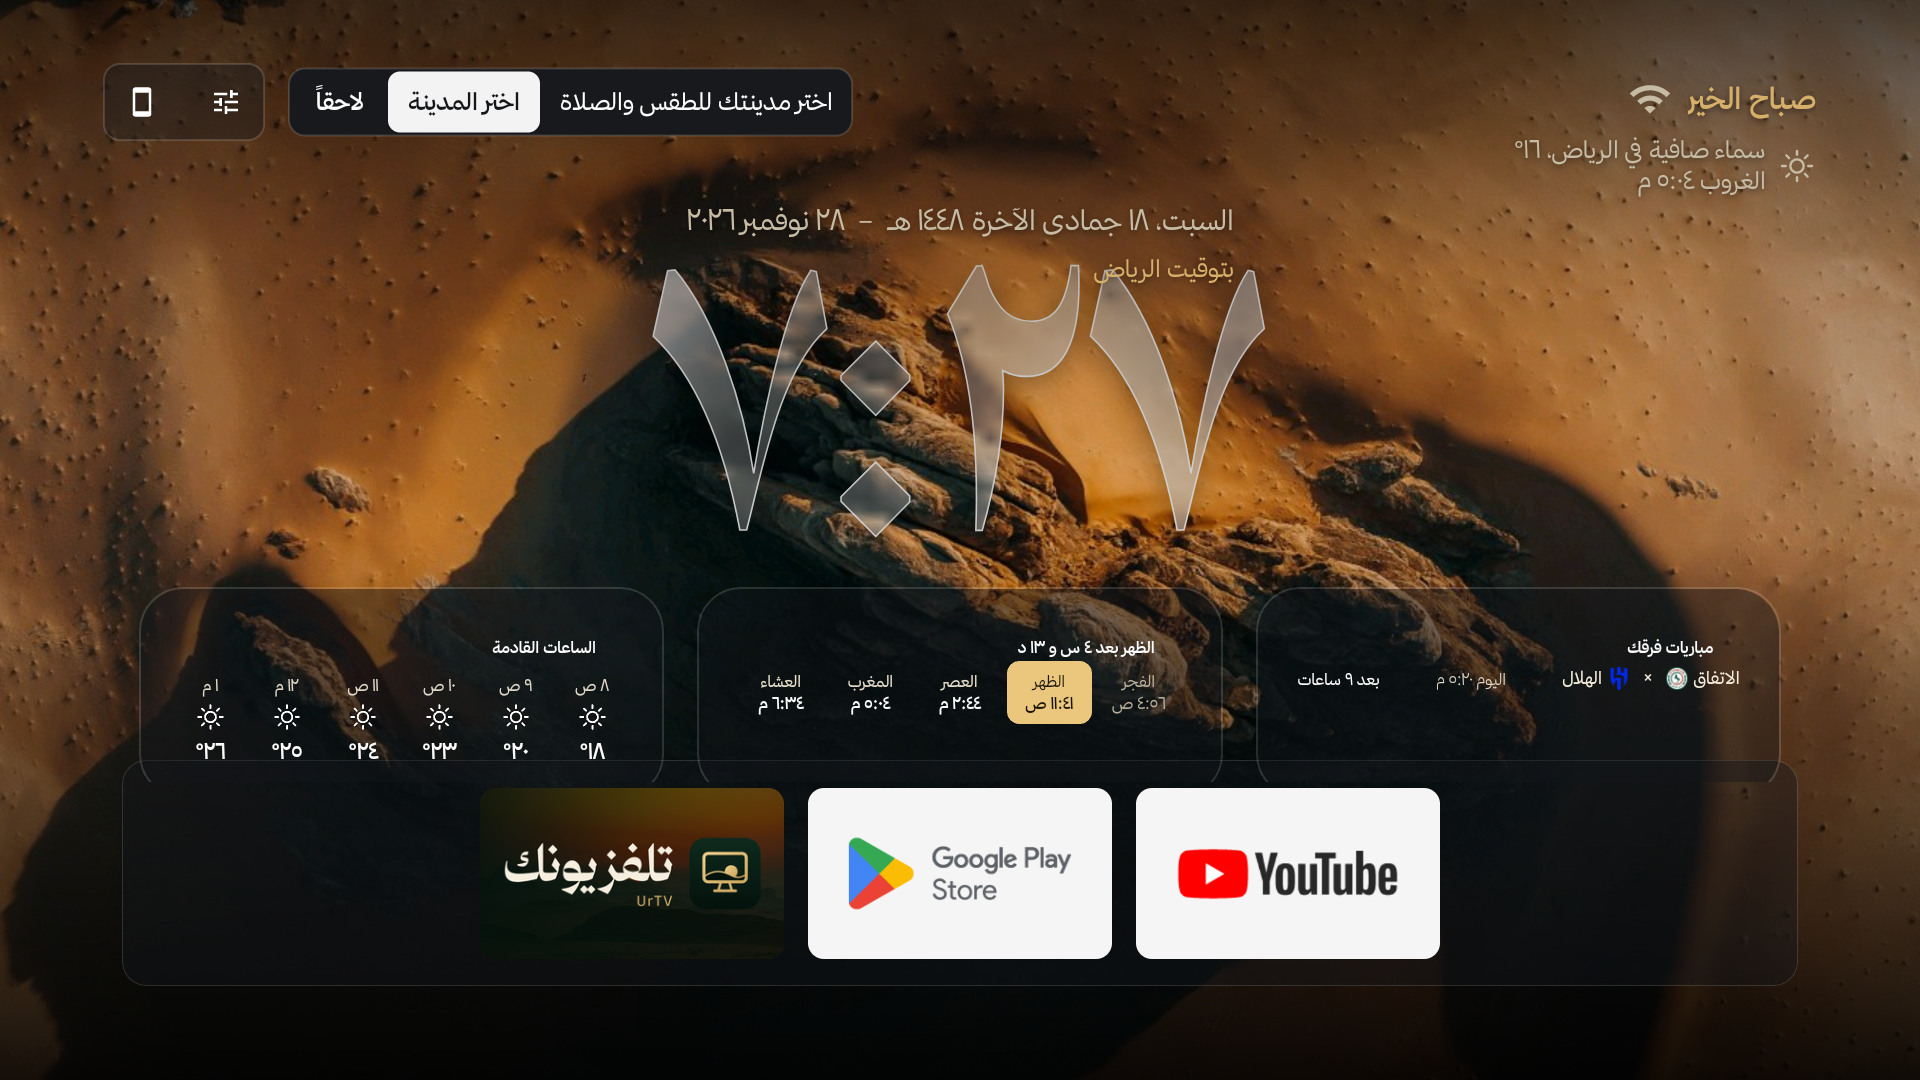 صباح الخير
سماء صافية في الرياض، ١٦°
الغروب ٥:٠٤ م
اختر مدينتك للطقس والصلاة
اختر المدينة
لاحقاً
السبت، ١٨ جمادى الآخرة ١٤٤٨ هـ – ٢٨ نوفمبر ٢٠٢٦
بتوقيت الرياض
٧:٢٧
مباريات فرقك
الاتفاق × الهلال اليوم ٥:٢٠ م بعد ٩ ساعات
الظهر بعد ٤ س و ١٣ د
الفجر الظهر العصر المغرب العشاء
٤:٥٦ ص ١١:٤١ ص ٢:٤٤ م ٥:٠٤ م ٦:٣٤ م
الساعات القادمة
٨ ص ٩ ص ١٠ ص ١١ ص ١٢ م ١ م
١٨° ٢٠° ٢٣° ٢٤° ٢٥° ٢٦°
YouTube
Google Play
Store
تلفزيونك
UrTV